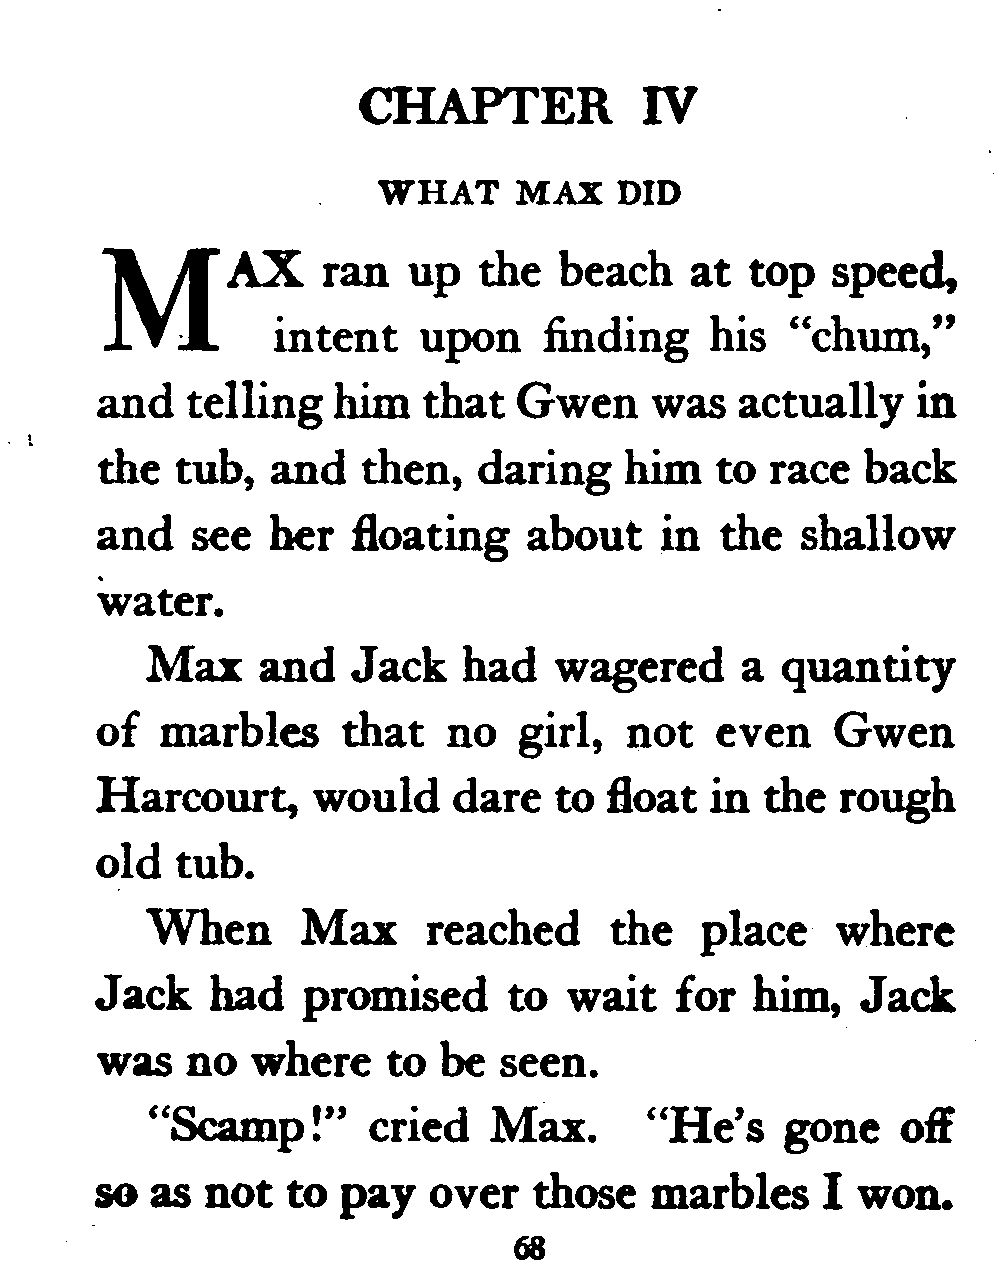 CHAPTER IV
WHAT MAX DID
MAX ran up the beach at top speed,
intent upon finding his “chum,”
and telling him that Gwen was actually in
the tub, and then, daring him to race back
and see her floating about in the shallow
water.
Max and Jack had wagered a quantity
of marbles that no girl, not even Gwen
Harcourt, would dare to float in the rough
old tub.
When Max reached the place where
Jack had promised to wait for him, Jack
was no where to be seen.
“Scamp!” cried Max. “He’s gone off
so as not to pay over those marbles I won.
68